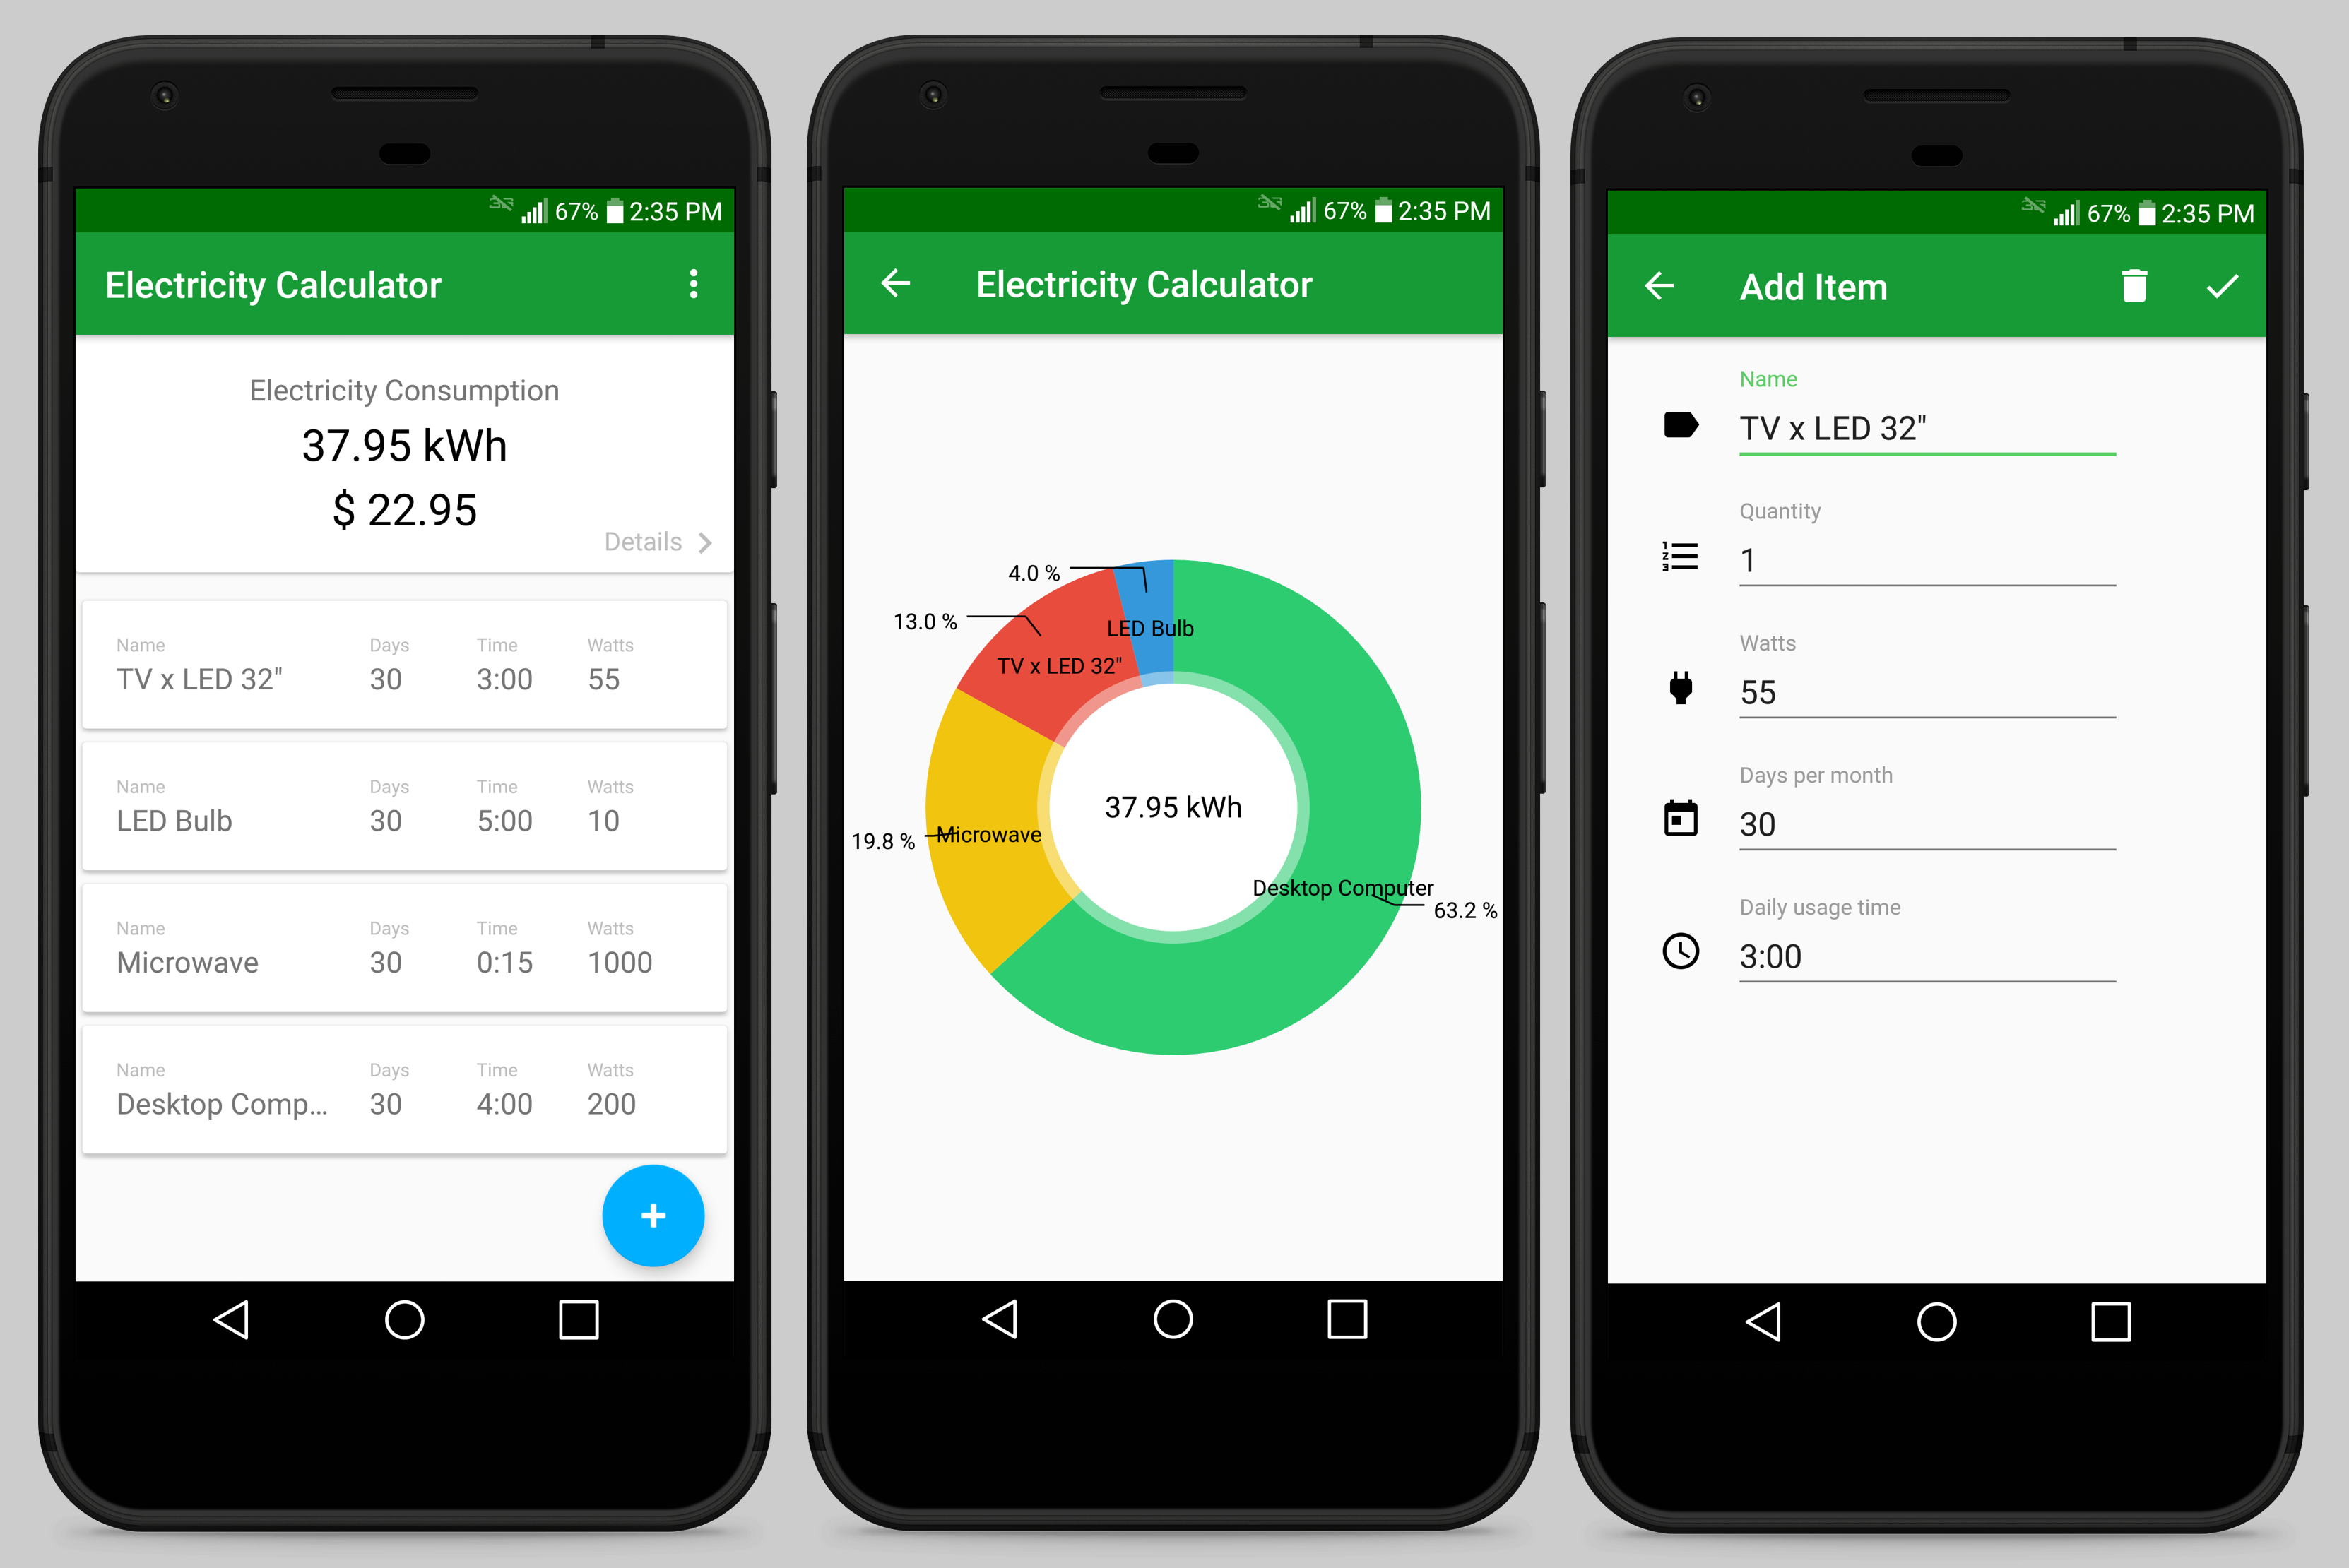 67% 2:35 PM
Electricity Calculator
Electricity Consumption
37.95 kWh
$ 22.95
Details
Name Days Time Watts
TV x LED 32" 30 3:00 55
Name Days Time Watts
LED Bulb 30 5:00 10
Name Days Time Watts
Microwave 30 0:15 1000
Name Days Time Watts
Desktop Comp... 30 4:00 200
+
67% 2:35 PM
Electricity Calculator
4.0 %
13.0 %
LED Bulb
TV x LED 32"
37.95 kWh
19.8 % Microwave
Desktop Computer
63.2 %
67% 2:35 PM
Add Item
Name
TV x LED 32"
Quantity
1
Watts
55
Days per month
30
Daily usage time
3:00